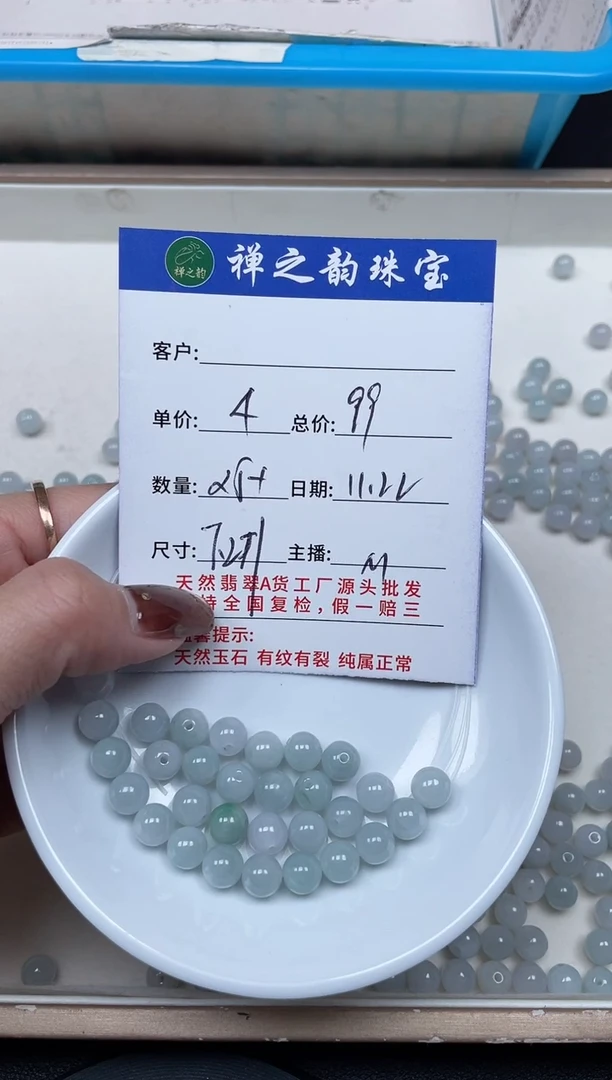 禅之韵 禅之韵珠宝
客户:
单价: 4 总价: 99
数量: 25+ 日期: 11.22
尺寸: 主播: M
天然翡翠A货工厂源头批发
持全国复检,假一赔三
馨提示:
天然玉石 有纹有裂 纯属正常